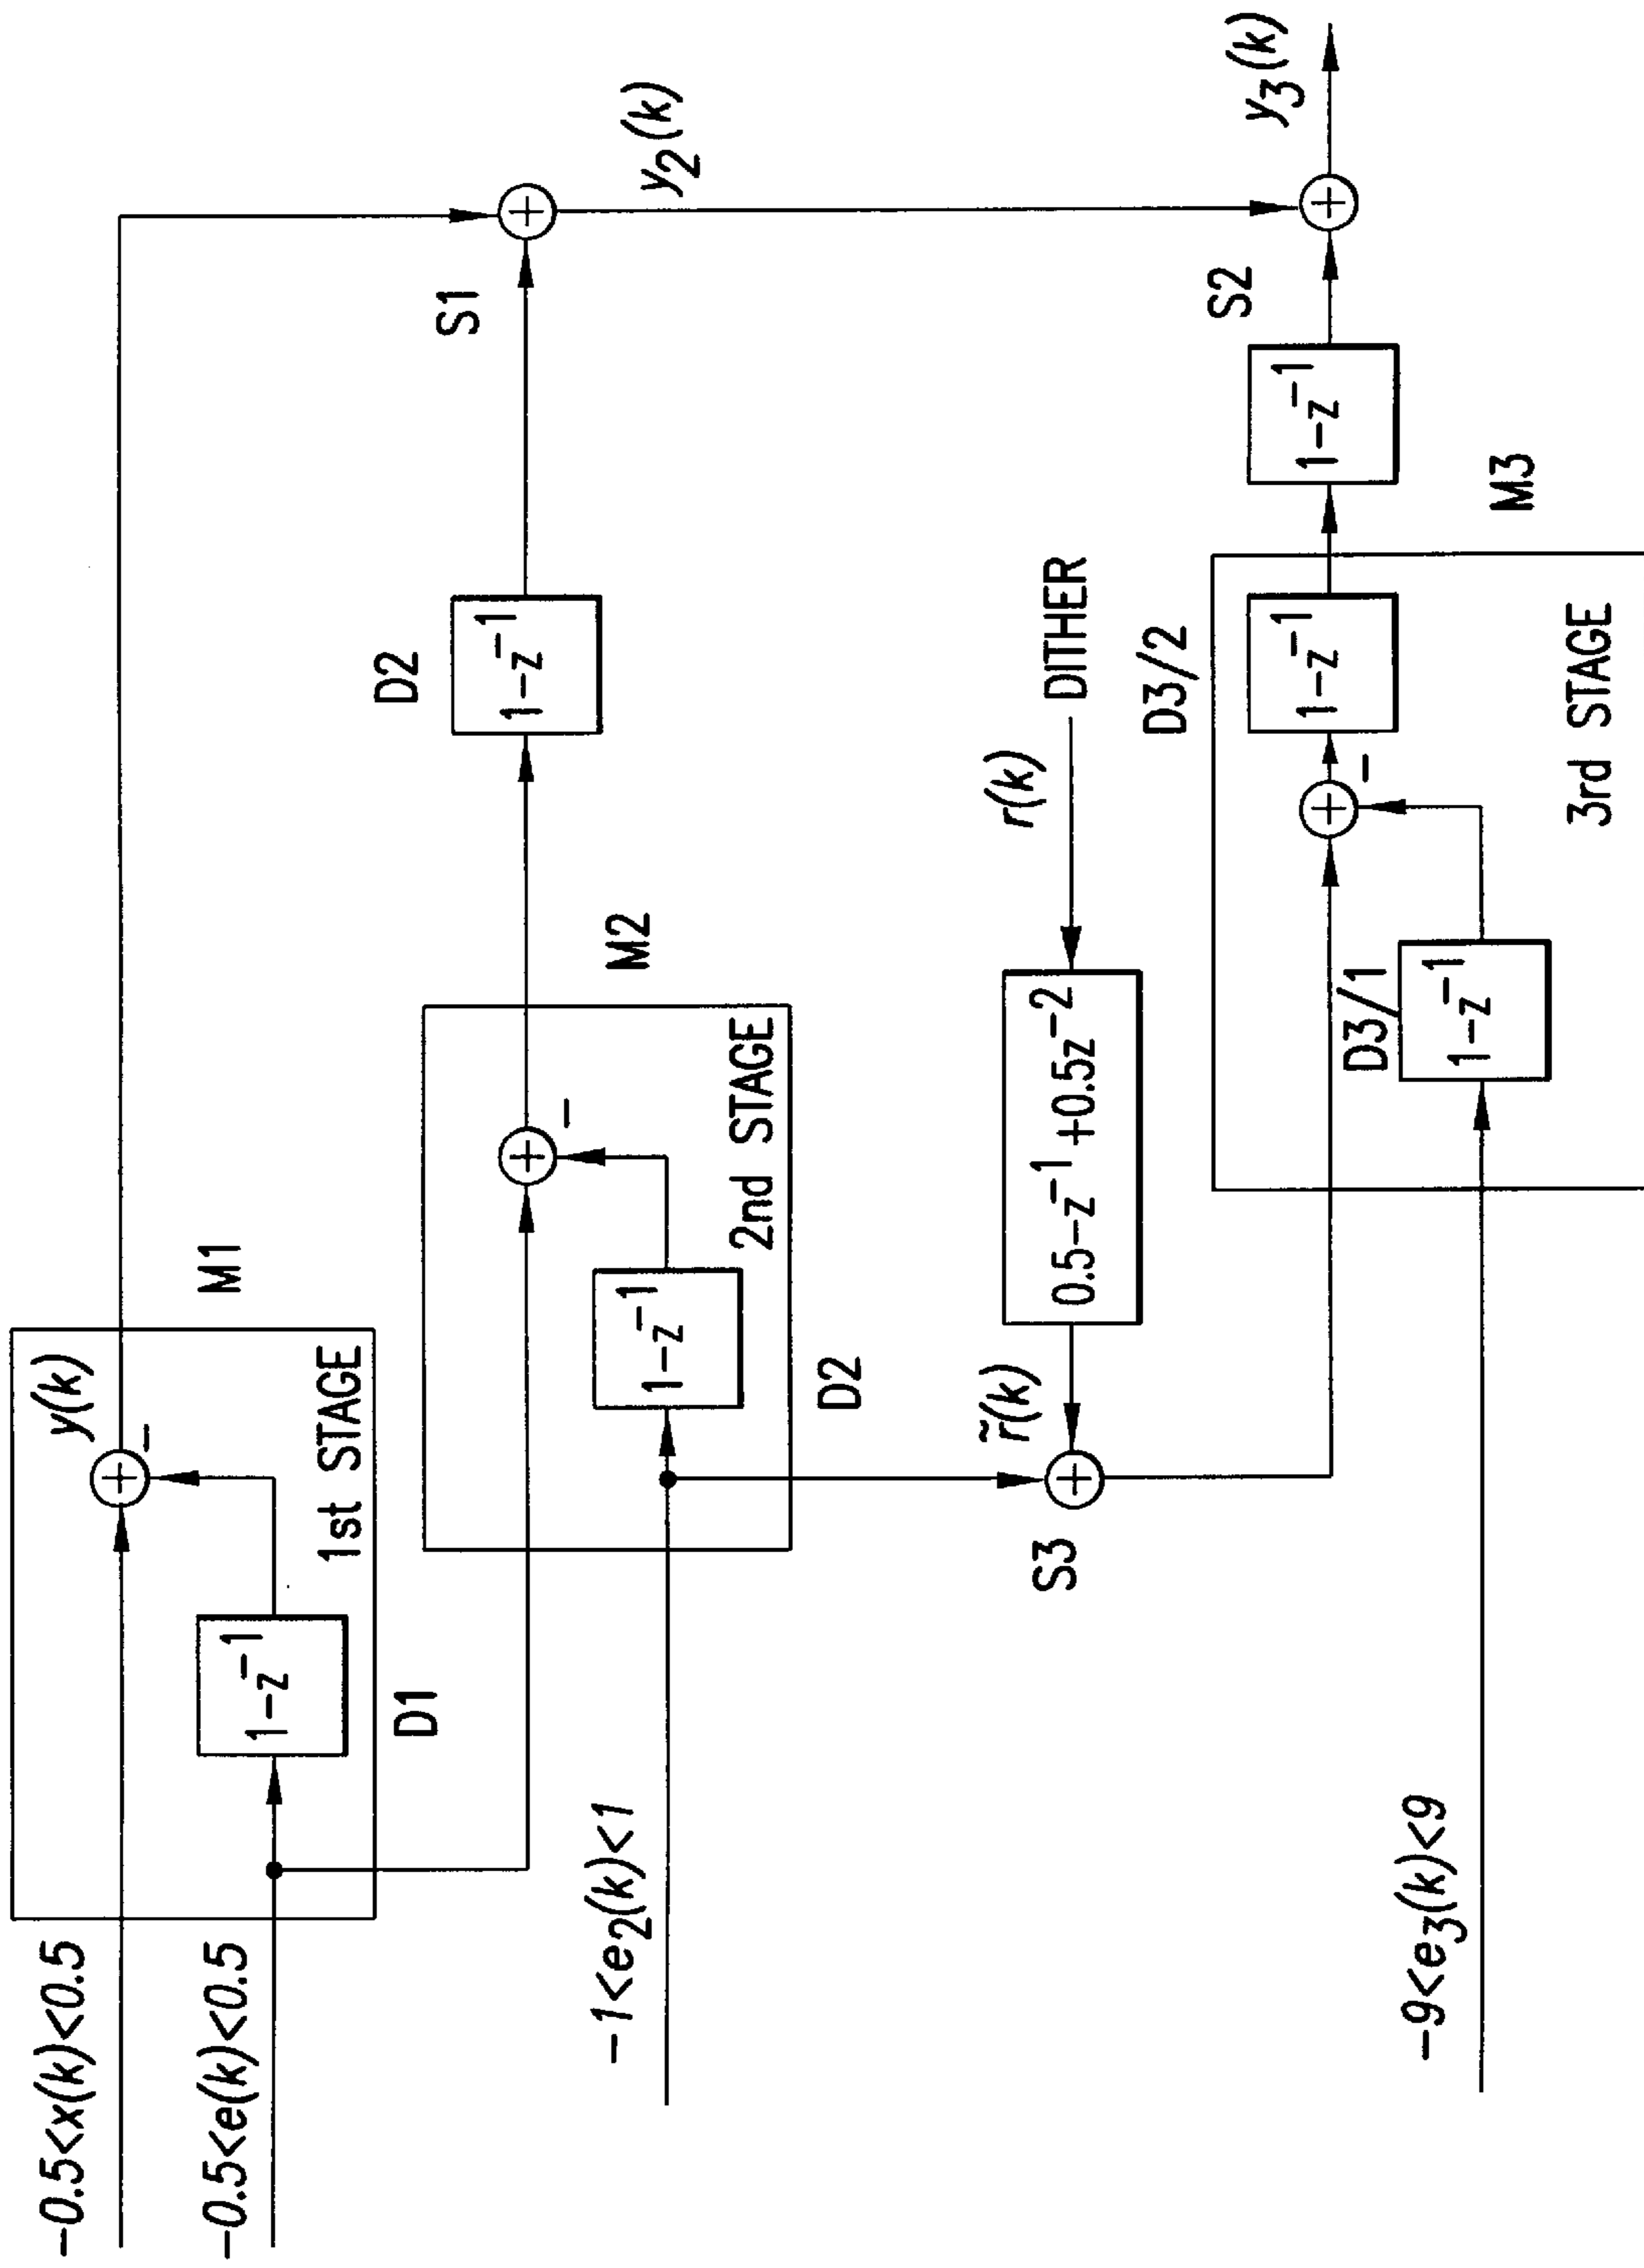 -0.5<x(k)<0.5
-0.5<e(k)<0.5
D1
1-z⁻¹
y(k)
-
1st STAGE
M1
+
-1<e₂(k)<1
D2
1-z⁻¹
+
-
2nd STAGE
M2
D2
1-z⁻¹
S1
+
y₂(k)
S3
+
r̃(k)
0.5-z⁻¹+0.5z⁻²
r(k)
DITHER
-9<e₃(k)<9
D3/1
1-z⁻¹
+
-
D3/2
1-z⁻¹
3rd STAGE
M3
1-z⁻¹
S2
+
y₃(k)